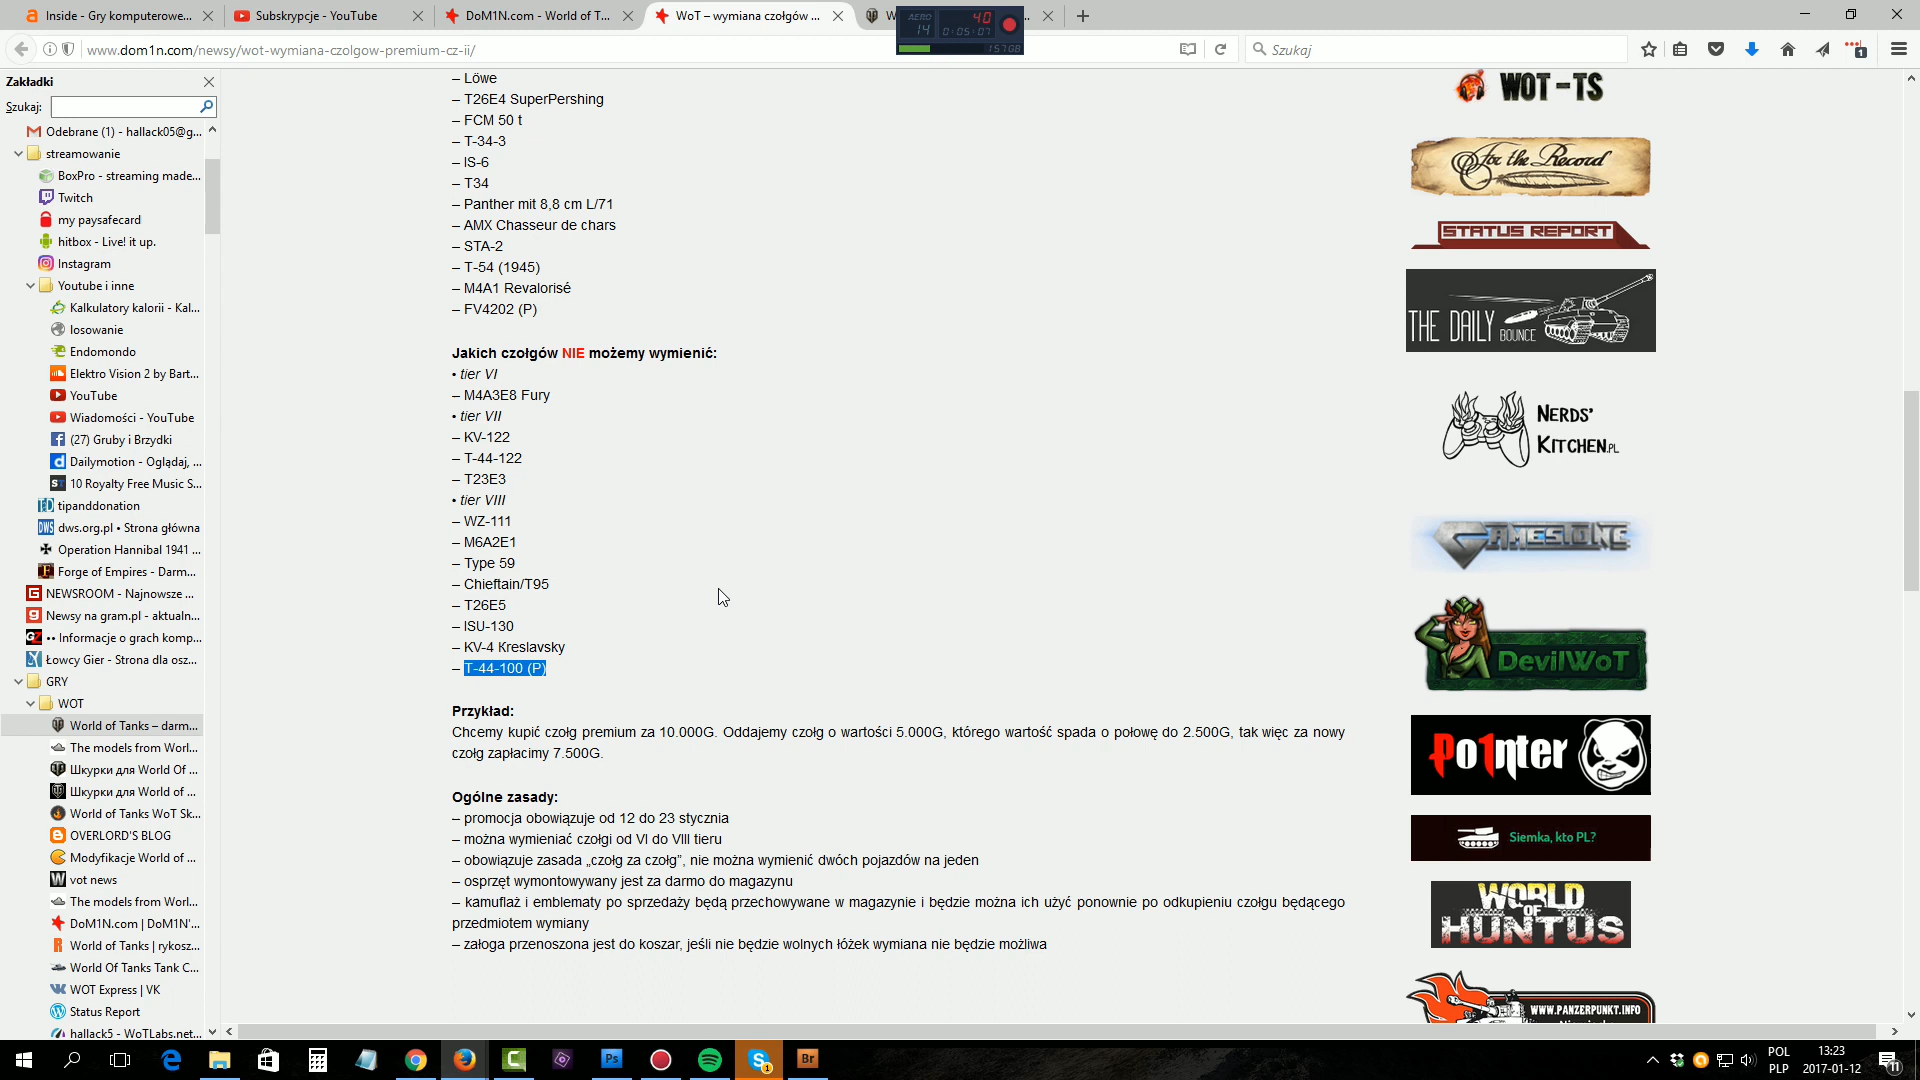 Inside - Gry komputerowe...
Subskrypcje - YouTube
DoM1N.com - World of T...
WoT – wymiana czołgów ...
AERO
14
40
0:05:07
157GB
www.dom1n.com/newsy/wot-wymiana-czolgow-premium-cz-ii/
Szukaj
1
Zakładki
Szukaj:
Odebrane (1) - hallack05@g...
streamowanie
BoxPro - streaming made...
Twitch
my paysafecard
hitbox - Live! it up.
Instagram
Youtube i inne
Kalkulatory kalorii - Kal...
losowanie
Endomondo
Elektro Vision 2 by Bart...
YouTube
Wiadomości - YouTube
(27) Gruby i Brzydki
Dailymotion - Oglądaj, ...
10 Royalty Free Music S...
tipanddonation
dws.org.pl • Strona główna
Operation Hannibal 1941 ...
Forge of Empires - Darm...
NEWSROOM - Najnowsze ...
Newsy na gram.pl - aktualn...
•• Informacje o grach komp...
Łowcy Gier - Strona dla osz...
GRY
WOT
World of Tanks – darm...
The models from Worl...
Шкурки для World Of ...
Шкурки для World of ...
World of Tanks WoT Sk...
OVERLORD'S BLOG
Modyfikacje World of ...
vot news
The models from Worl...
DoM1N.com | DoM1N'...
World of Tanks | rykosz...
World Of Tanks Tank C...
WOT Express | VK
Status Report
hallack5 - WoTLabs.net...
– Löwe
– T26E4 SuperPershing
– FCM 50 t
– T-34-3
– IS-6
– T34
– Panther mit 8,8 cm L/71
– AMX Chasseur de chars
– STA-2
– T-54 (1945)
– M4A1 Revalorisé
– FV4202 (P)
Jakich czołgów NIE możemy wymienić:
• tier VI
– M4A3E8 Fury
• tier VII
– KV-122
– T-44-122
– T23E3
• tier VIII
– WZ-111
– M6A2E1
– Type 59
– Chieftain/T95
– T26E5
– ISU-130
– KV-4 Kreslavsky
– T-44-100 (P)
Przykład:
Chcemy kupić czołg premium za 10.000G. Oddajemy czołg o wartości 5.000G, którego wartość spada o połowę do 2.500G, tak więc za nowy
czołg zapłacimy 7.500G.
Ogólne zasady:
– promocja obowiązuje od 12 do 23 stycznia
– można wymieniać czołgi od VI do VIII tieru
– obowiązuje zasada „czołg za czołg”, nie można wymienić dwóch pojazdów na jeden
– osprzęt wymontowywany jest za darmo do magazynu
– kamuflaż i emblematy po sprzedaży będą przechowywane w magazynie i będzie można ich użyć ponownie po odkupieniu czołgu będącego
przedmiotem wymiany
– załoga przenoszona jest do koszar, jeśli nie będzie wolnych łóżek wymiana nie będzie możliwa
WOT-TS
For the Record
STATUS REPORT
THE DAILY BOUNCE
NERDS'
KITCHEN.PL
GAMESTONE
DevilWoT
Po1nter
Siemka, kto PL?
WORLD
OF
HUNTUS
WWW.PANZERPUNKT.INFO
Ps
1
Br
POL
PLP
13:23
2017-01-12
11